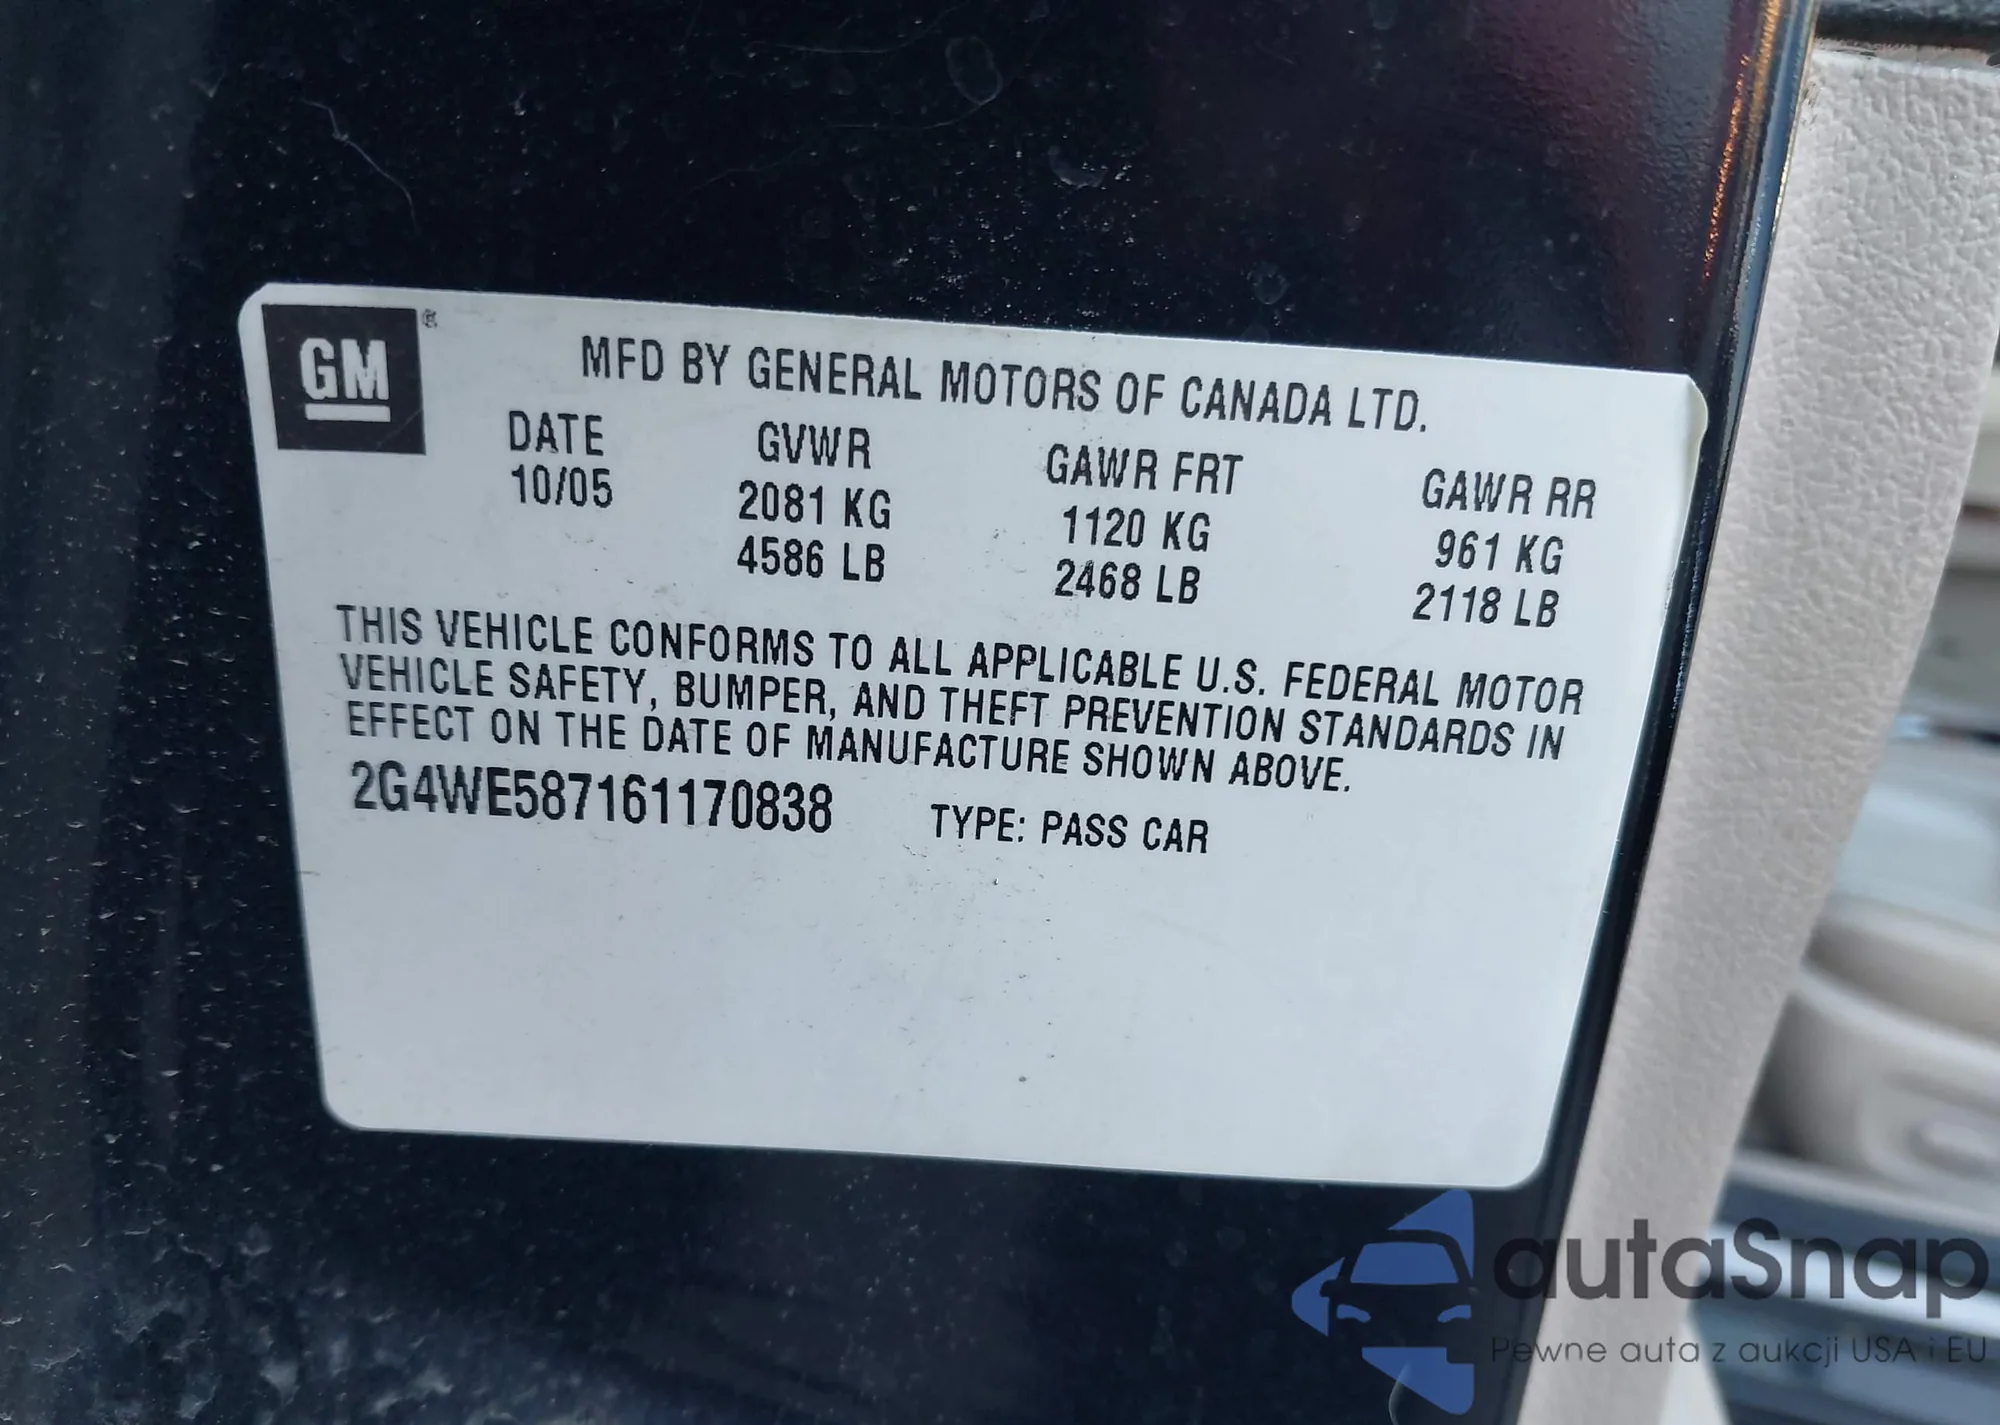 GM ®
MFD BY GENERAL MOTORS OF CANADA LTD.
DATE GVWR GAWR FRT GAWR RR
10/05 2081 KG 1120 KG 961 KG
4586 LB 2468 LB 2118 LB
THIS VEHICLE CONFORMS TO ALL APPLICABLE U.S. FEDERAL MOTOR
VEHICLE SAFETY, BUMPER, AND THEFT PREVENTION STANDARDS IN
EFFECT ON THE DATE OF MANUFACTURE SHOWN ABOVE.
2G4WE587161170838 TYPE: PASS CAR
autaSnap
Pewne auta z aukcji USA i EU